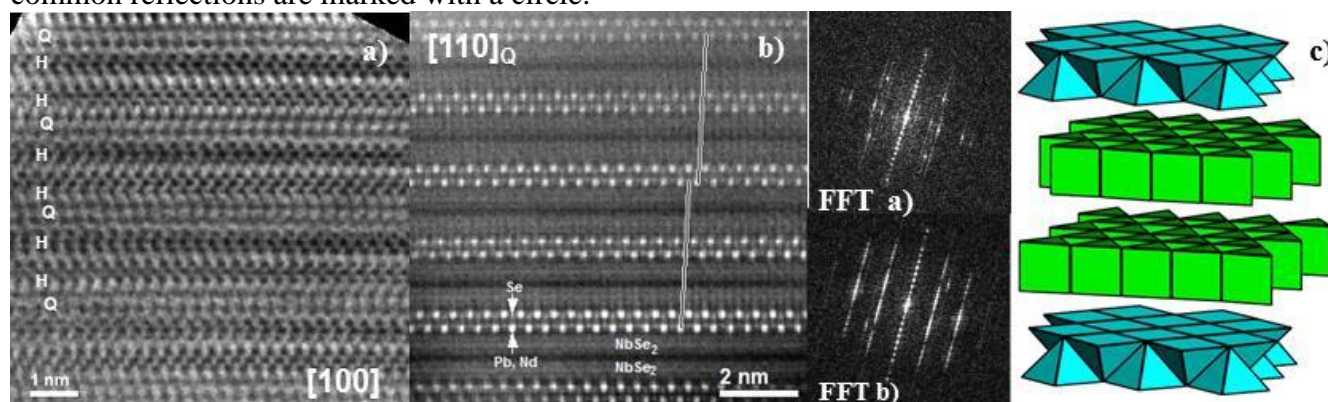 common reflections are marked with a circle.
a)
Q
H
H
Q
H
H
Q
H
H
Q
1 nm
[100]
[110]Q
b)
Se
Pb, Nd
NbSe2
NbSe2
2 nm
FFT a)
FFT b)
c)